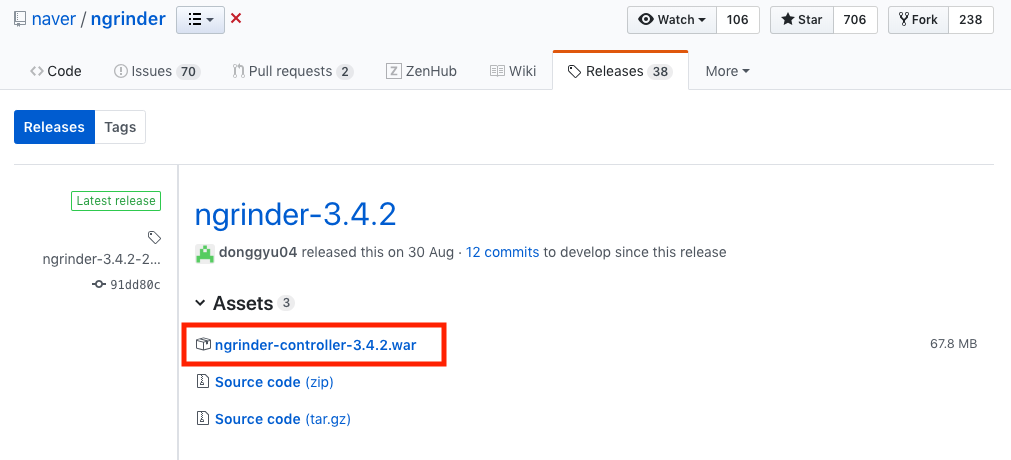 naver / ngrinder
Watch 106 Star 706 Fork 238
Code Issues 70 Pull requests 2 Z ZenHub Wiki Releases 38 More
Releases Tags
Latest release
ngrinder-3.4.2-2...
91dd80c
ngrinder-3.4.2
donggyu04 released this on 30 Aug · 12 commits to develop since this release
Assets 3
ngrinder-controller-3.4.2.war 67.8 MB
Source code (zip)
Source code (tar.gz)